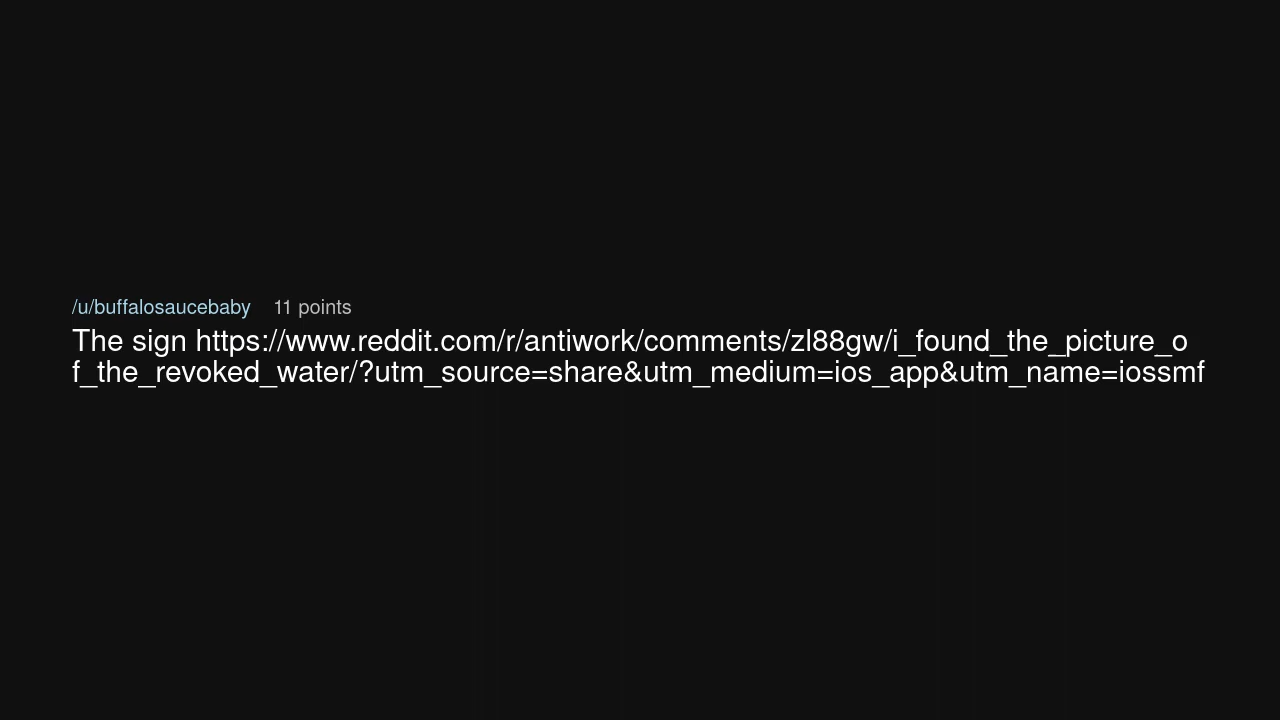 /u/buffalosaucebaby 11 points
The sign https://www.reddit.com/r/antiwork/comments/zl88gw/i_found_the_picture_o
f_the_revoked_water/?utm_source=share&utm_medium=ios_app&utm_name=iossmf